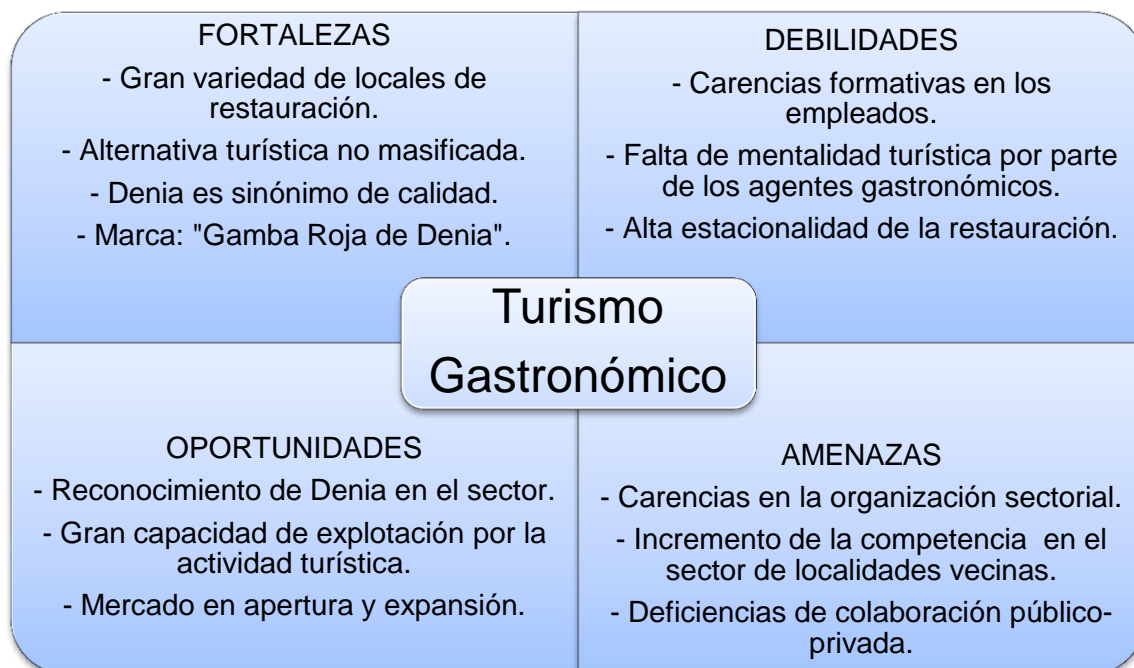 FORTALEZAS
- Gran variedad de locales de
restauración.
- Alternativa turística no masificada.
- Denia es sinónimo de calidad.
- Marca: "Gamba Roja de Denia".
DEBILIDADES
- Carencias formativas en los
empleados.
- Falta de mentalidad turística por parte
de los agentes gastronómicos.
- Alta estacionalidad de la restauración.
Turismo
Gastronómico
OPORTUNIDADES
- Reconocimiento de Denia en el sector.
- Gran capacidad de explotación por la
actividad turística.
- Mercado en apertura y expansión.
AMENAZAS
- Carencias en la organización sectorial.
- Incremento de la competencia  en el
sector de localidades vecinas.
- Deficiencias de colaboración público-
privada.